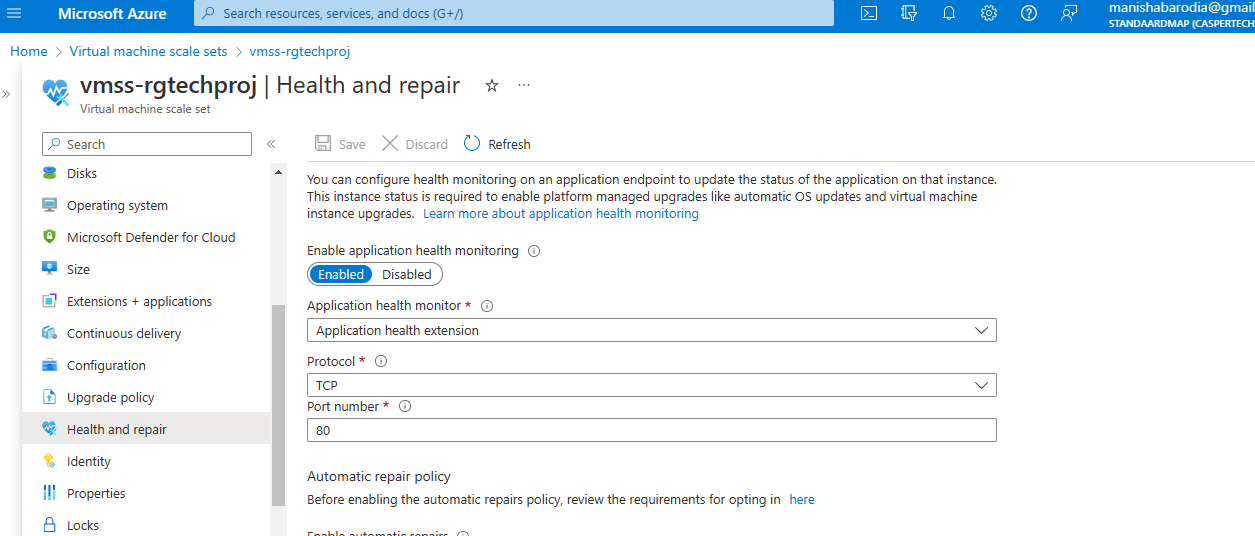 Microsoft Azure
Search resources, services, and docs (G+/)
manishabarodia@gmail
STANDAARDMAP (CASPERTECH
Home > Virtual machine scale sets > vmss-rgtechproj
vmss-rgtechproj | Health and repair
Virtual machine scale set
Search
Disks
Operating system
Microsoft Defender for Cloud
Size
Extensions + applications
Continuous delivery
Configuration
Upgrade policy
Health and repair
Identity
Properties
Locks
Save Discard Refresh
You can configure health monitoring on an application endpoint to update the status of the application on that instance.
This instance status is required to enable platform managed upgrades like automatic OS updates and virtual machine
instance upgrades. Learn more about application health monitoring
Enable application health monitoring
Enabled Disabled
Application health monitor *
Application health extension
Protocol *
TCP
Port number *
80
Automatic repair policy
Before enabling the automatic repairs policy, review the requirements for opting in here
Enable automatic repairs